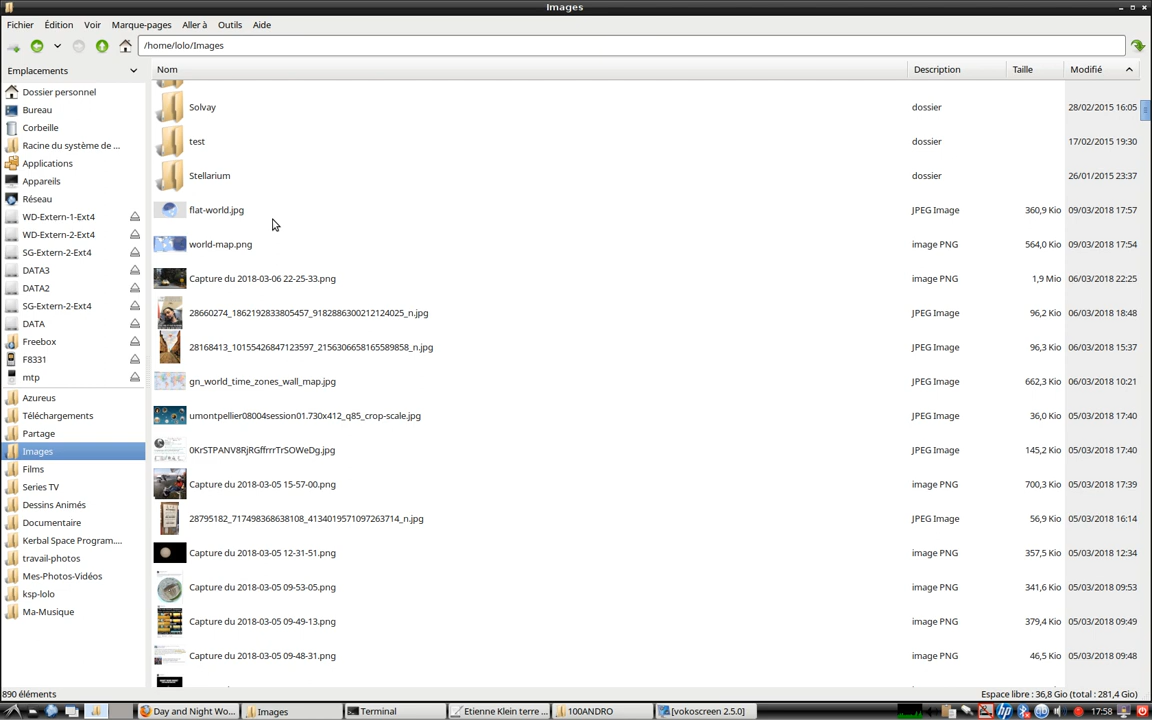 Images
Fichier Édition Voir Marque-pages Aller à Outils Aide
/home/lolo/Images
Emplacements
Dossier personnel
Bureau
Corbeille
Racine du système de ...
Applications
Appareils
Réseau
WD-Extern-1-Ext4
WD-Extern-2-Ext4
SG-Extern-2-Ext4
DATA3
DATA2
SG-Extern-2-Ext4
DATA
Freebox
F8331
mtp
Azureus
Téléchargements
Partage
Images
Films
Series TV
Dessins Animés
Documentaire
Kerbal Space Program....
travail-photos
Mes-Photos-Vidéos
ksp-lolo
Ma-Musique
Nom Description Taille Modifié
Solvay dossier 28/02/2015 16:05
test dossier 17/02/2015 19:30
Stellarium dossier 26/01/2015 23:37
flat-world.jpg JPEG Image 360,9 Kio 09/03/2018 17:57
world-map.png image PNG 564,0 Kio 09/03/2018 17:54
Capture du 2018-03-06 22-25-33.png image PNG 1,9 Mio 06/03/2018 22:25
28660274_1862192833805457_9182886300212124025_n.jpg JPEG Image 96,2 Kio 06/03/2018 18:48
28168413_10155426847123597_2156306658165589858_n.jpg JPEG Image 96,3 Kio 06/03/2018 15:37
gn_world_time_zones_wall_map.jpg JPEG Image 662,3 Kio 06/03/2018 10:21
umontpellier08004session01.730x412_q85_crop-scale.jpg JPEG Image 36,0 Kio 05/03/2018 17:40
0KrSTPANV8RjRGffrrrTrSOWeDg.jpg JPEG Image 145,2 Kio 05/03/2018 17:40
Capture du 2018-03-05 15-57-00.png image PNG 700,3 Kio 05/03/2018 17:39
28795182_717498368638108_4134019571097263714_n.jpg JPEG Image 56,9 Kio 05/03/2018 16:14
Capture du 2018-03-05 12-31-51.png image PNG 357,5 Kio 05/03/2018 12:34
Capture du 2018-03-05 09-53-05.png image PNG 341,6 Kio 05/03/2018 09:53
Capture du 2018-03-05 09-49-13.png image PNG 379,4 Kio 05/03/2018 09:49
Capture du 2018-03-05 09-48-31.png image PNG 46,5 Kio 05/03/2018 09:48
890 éléments Espace libre : 36,8 Gio (total : 281,4 Gio)
Day and Night Wo... Images Terminal Etienne Klein terre ... 100ANDRO [vokoscreen 2.5.0] hp 17:58